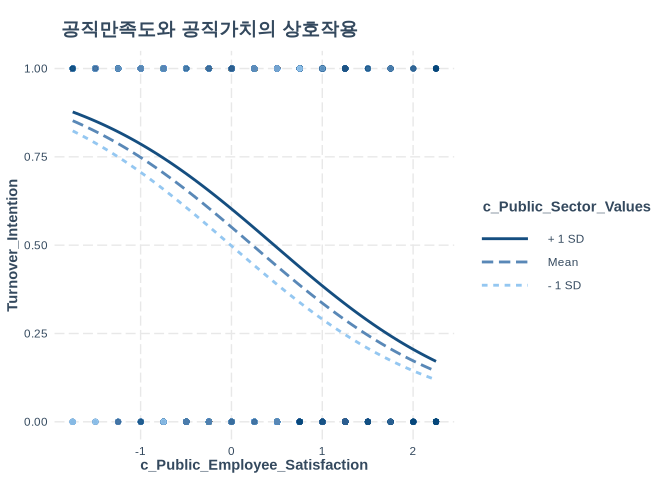 공직만족도와 공직가치의 상호작용
1.00
0.75
0.50
0.25
0.00
Turnover_Intention
-1
0
1
2
c_Public_Employee_Satisfaction
c_Public_Sector_Values
+ 1 SD
Mean
- 1 SD